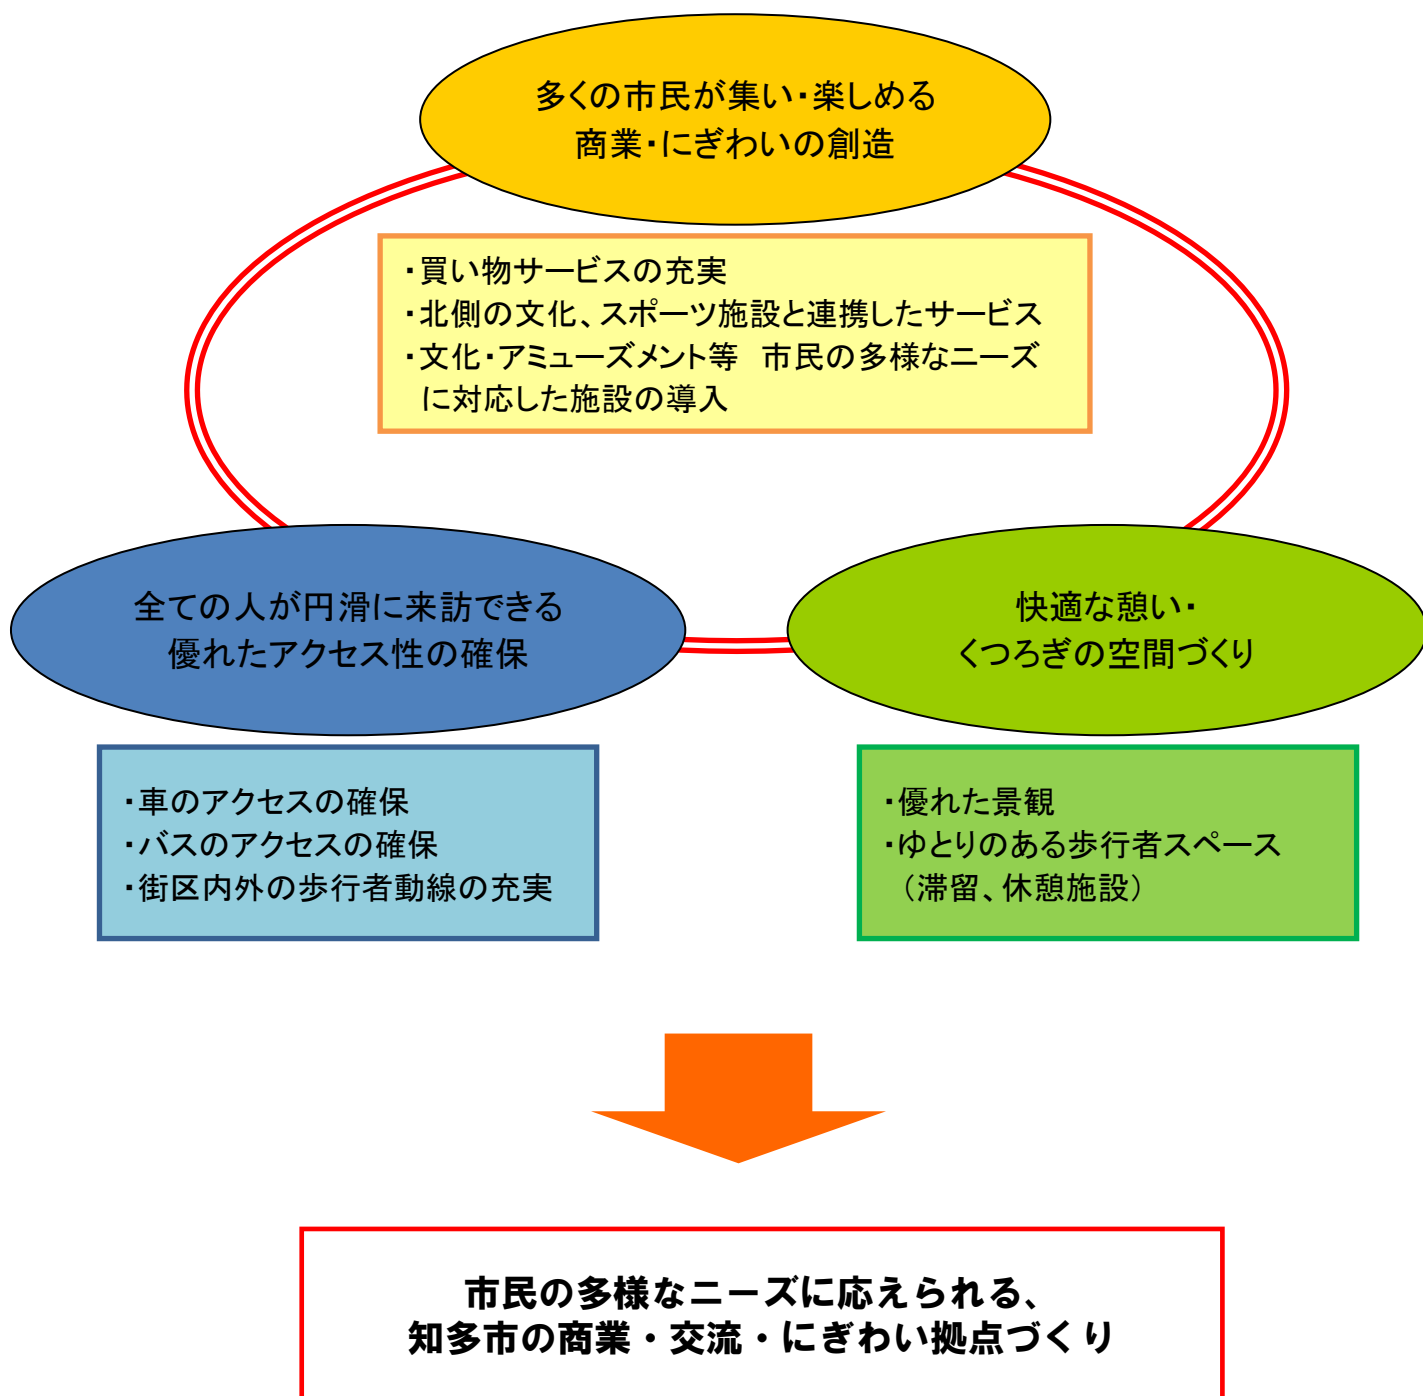 多くの市民が集い・楽しめる
商業・にぎわいの創造
・買い物サービスの充実
・北側の文化、スポーツ施設と連携したサービス
・文化・アミューズメント等　市民の多様なニーズ
に対応した施設の導入
全ての人が円滑に来訪できる
優れたアクセス性の確保
・車のアクセスの確保
・バスのアクセスの確保
・街区内外の歩行者動線の充実
快適な憩い・
くつろぎの空間づくり
・優れた景観
・ゆとりのある歩行者スペース
（滞留、休憩施設）
市民の多様なニーズに応えられる、
知多市の商業・交流・にぎわい拠点づくり